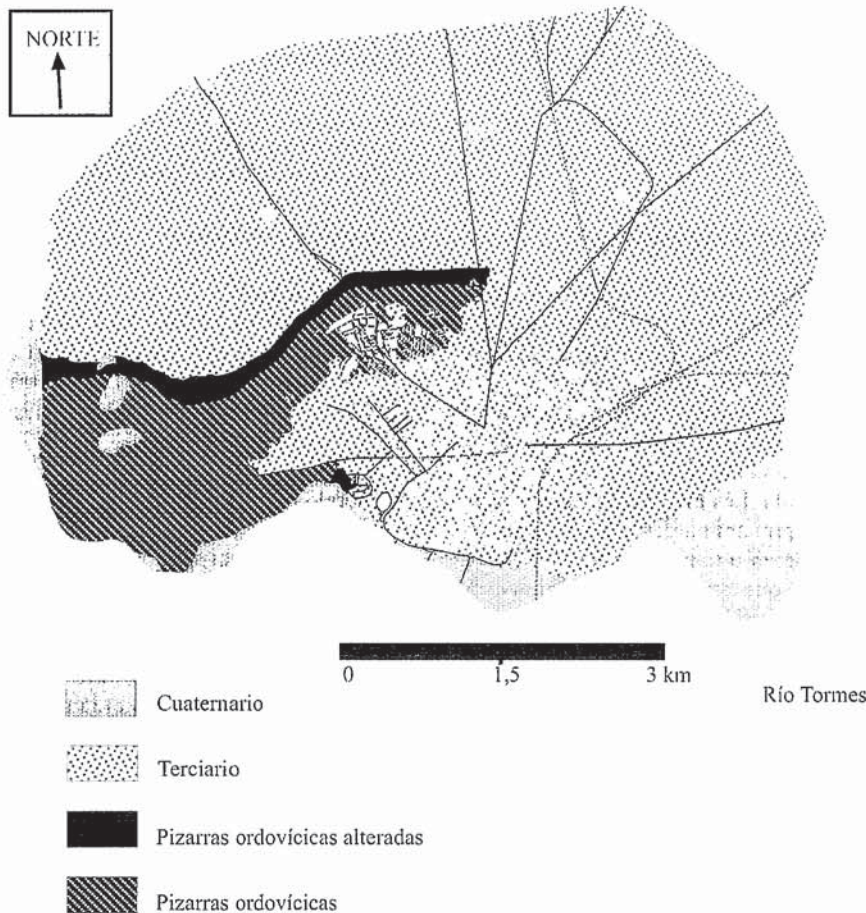 NORTE
0 1,5 3 km
Río Tormes
Cuaternario
Terciario
Pizarras ordovícicas alteradas
Pizarras ordovícicas